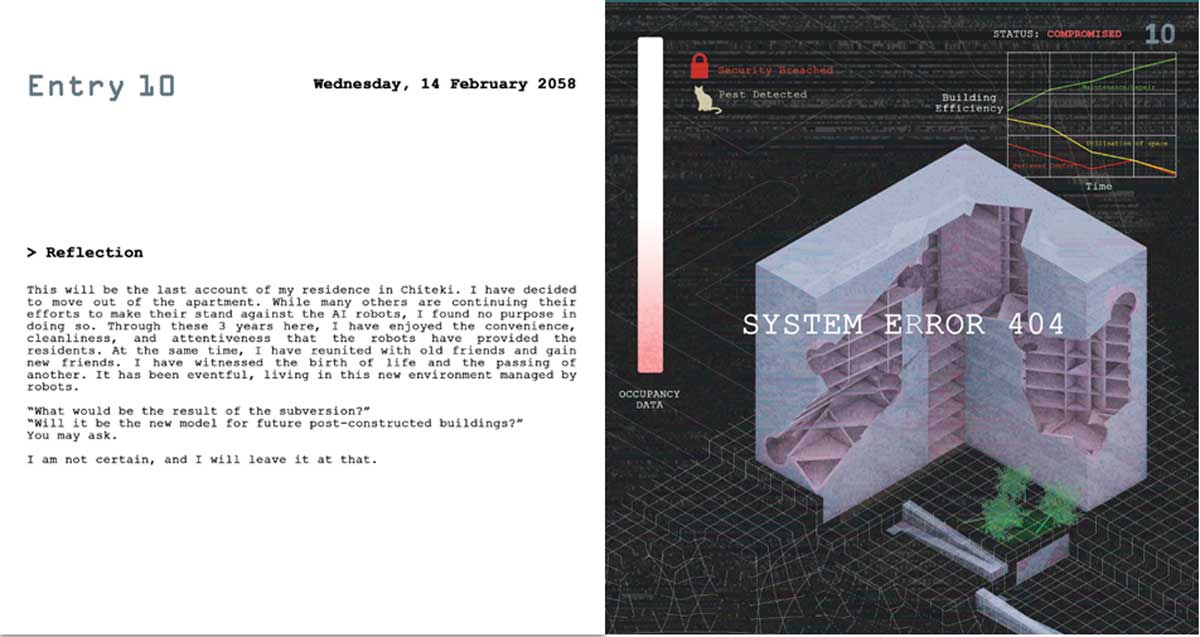 Entry 10
Wednesday, 14 February 2058
> Reflection
This will be the last account of my residence in Chiteki. I have decided
to move out of the apartment. While many others are continuing their
efforts to make their stand against the AI robots, I found no purpose in
doing so. Through these 3 years here, I have enjoyed the convenience,
cleanliness, and attentiveness that the robots have provided the
residents. At the same time, I have reunited with old friends and gain
new friends. I have witnessed the birth of life and the passing of
another. It has been eventful, living in this new environment managed by
robots.
“What would be the result of the subversion?”
“Will it be the new model for future post-constructed buildings?”
You may ask.
I am not certain, and I will leave it at that.
STATUS: COMPROMISED
10
Security Breached
Pest Detected
Building
Efficiency
Maintenance/repair
Utilisation of space
Time
SYSTEM ERROR 404
OCCUPANCY
DATA